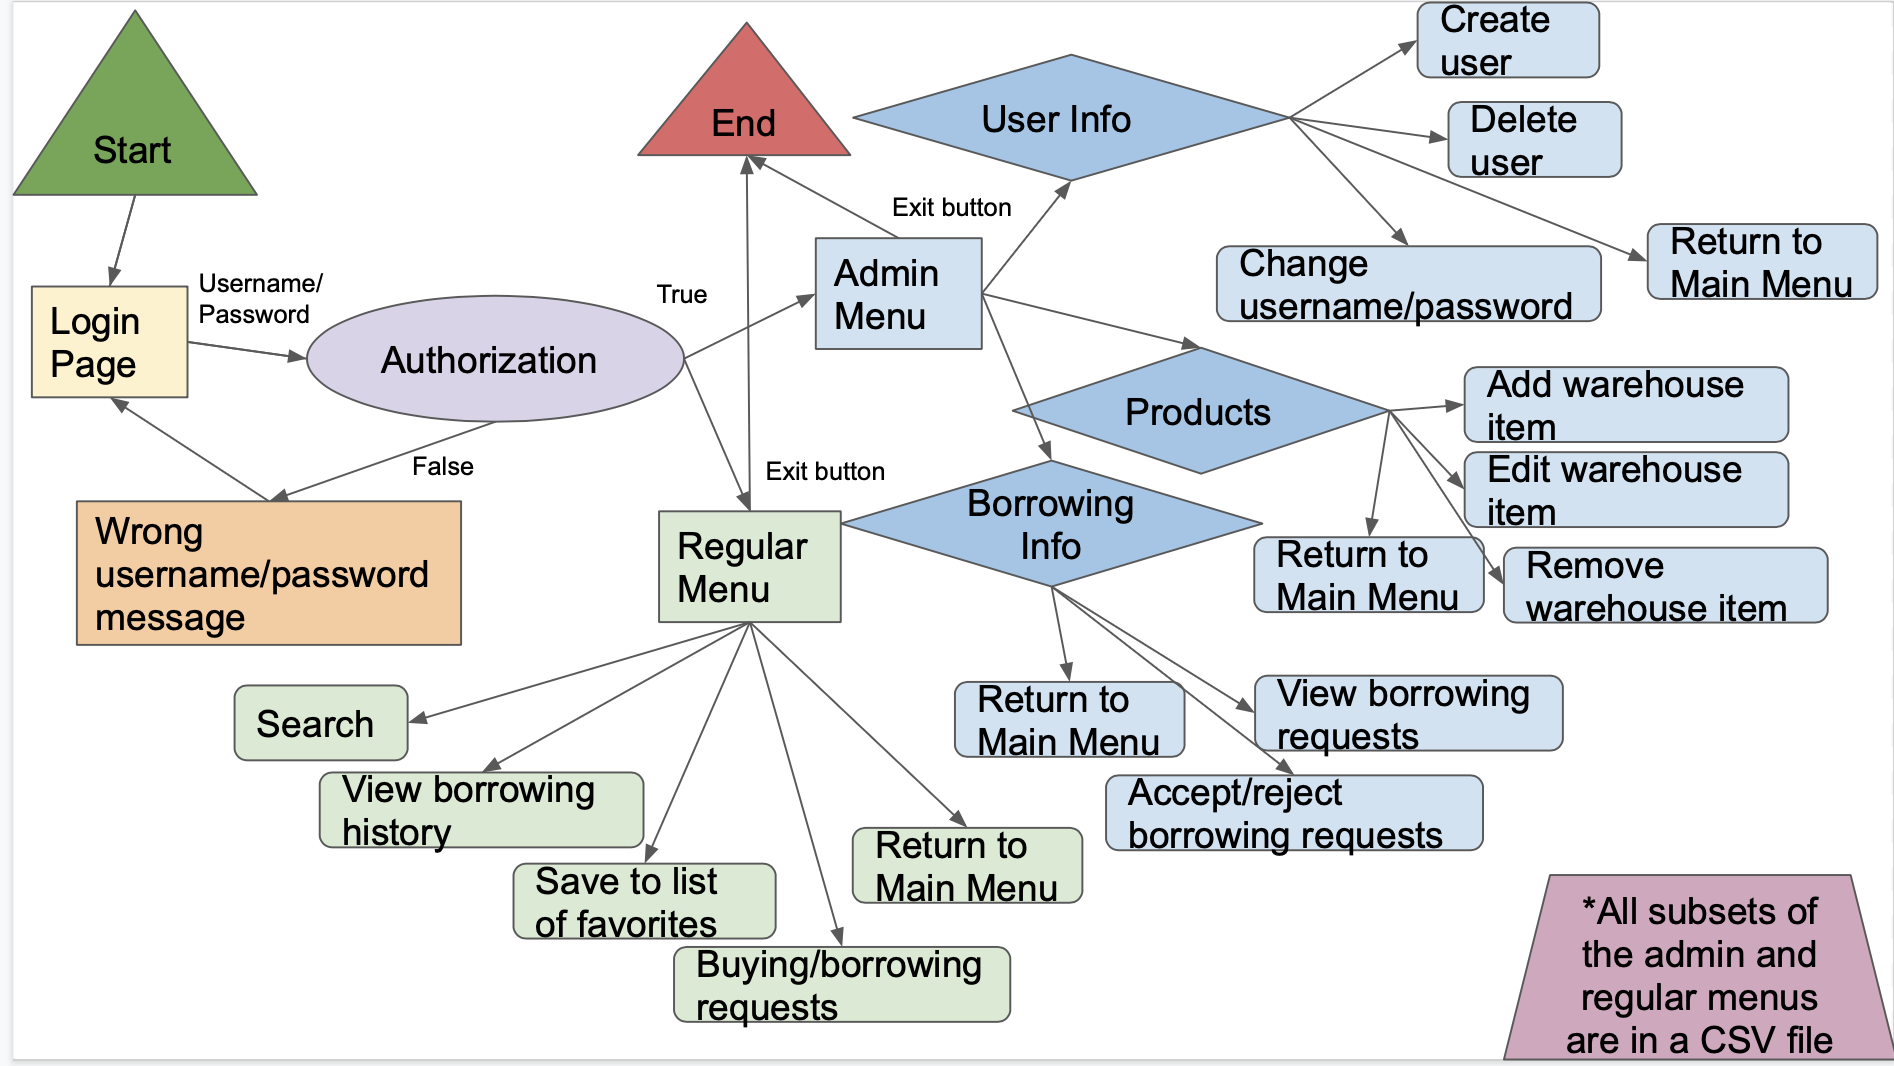 Start
End
User Info
Create
user
Delete
user
Exit button
Change
username/password
Return to
Main Menu
Login
Page
Username/
Password
Authorization
True
Admin
Menu
Products
Add warehouse
item
Edit warehouse
item
Return to
Main Menu
Remove
warehouse item
False
Wrong
username/password
message
Exit button
Regular
Menu
Borrowing
Info
Return to
Main Menu
View borrowing
requests
Accept/reject
borrowing requests
Search
View borrowing
history
Save to list
of favorites
Buying/borrowing
requests
Return to
Main Menu
*All subsets of
the admin and
regular menus
are in a CSV file